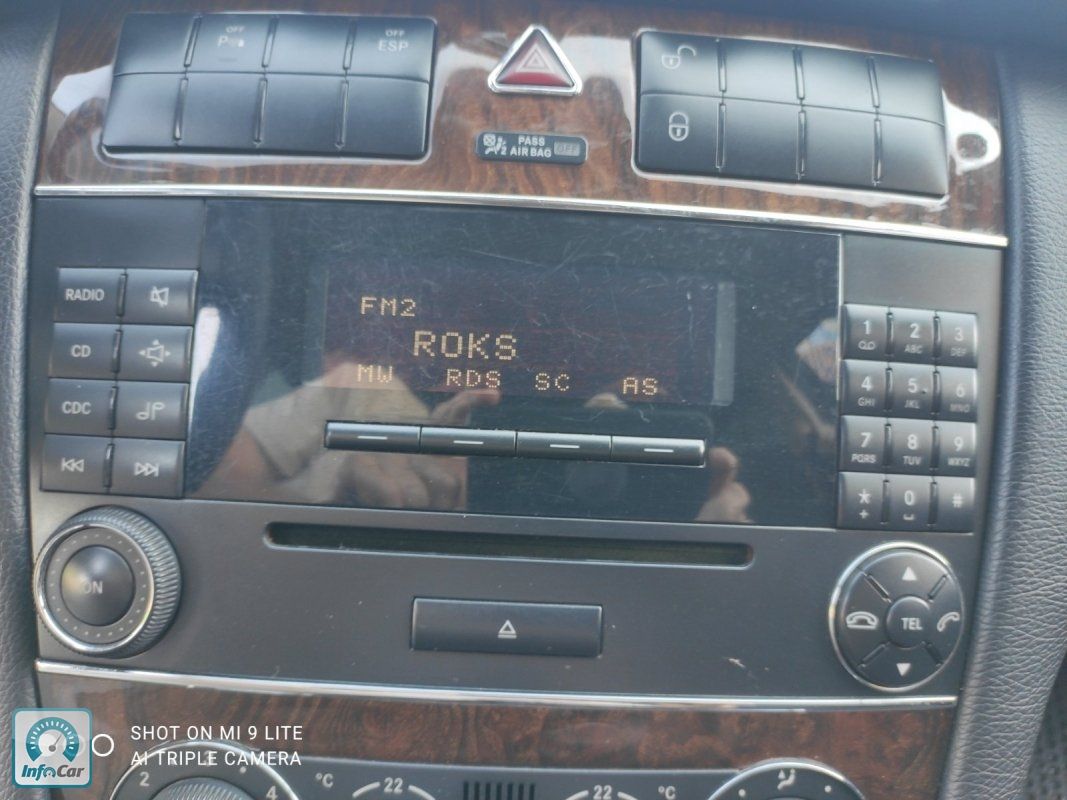 OFF
P
OFF
ESP
PASS
AIR BAG OFF
RADIO
CD
CDC
FM2
ROKS
MW RDS SC AS
1 2 ABC 3 DEF
4 GHI 5 JKL 6 MNO
7 PQRS 8 TUV 9 WXYZ
* + 0 #
ON
TEL
InfoCar
SHOT ON MI 9 LITE
AI TRIPLE CAMERA
2 4 °C 22 22 °C